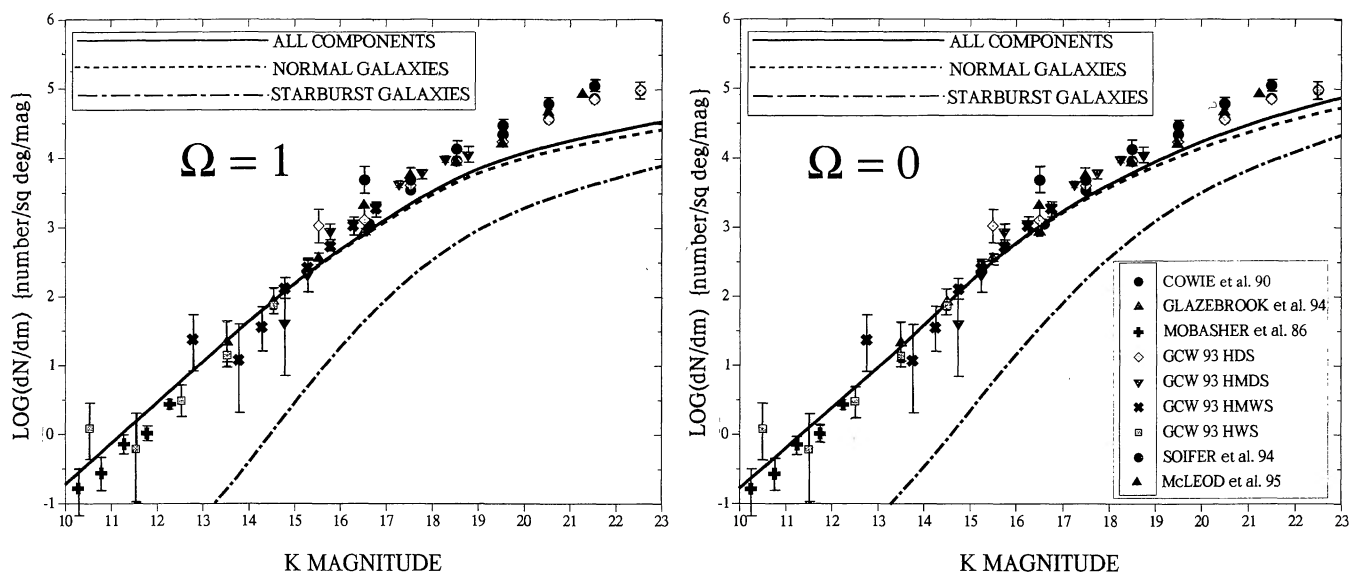 ALL COMPONENTS
NORMAL GALAXIES
STARBURST GALAXIES
Ω = 1
LOG(dN/dm) {number/sq deg/mag}
6
5
4
3
2
1
0
-1
10 11 12 13 14 15 16 17 18 19 20 21 22 23
K MAGNITUDE
ALL COMPONENTS
NORMAL GALAXIES
STARBURST GALAXIES
Ω = 0
LOG(dN/dm) {number/sq deg/mag}
6
5
4
3
2
1
0
-1
10 11 12 13 14 15 16 17 18 19 20 21 22 23
K MAGNITUDE
COWIE et al. 90
GLAZEBROOK et al. 94
MOBASHER et al. 86
GCW 93 HDS
GCW 93 HMDS
GCW 93 HMWS
GCW 93 HWS
SOIFER et al. 94
McLEOD et al. 95